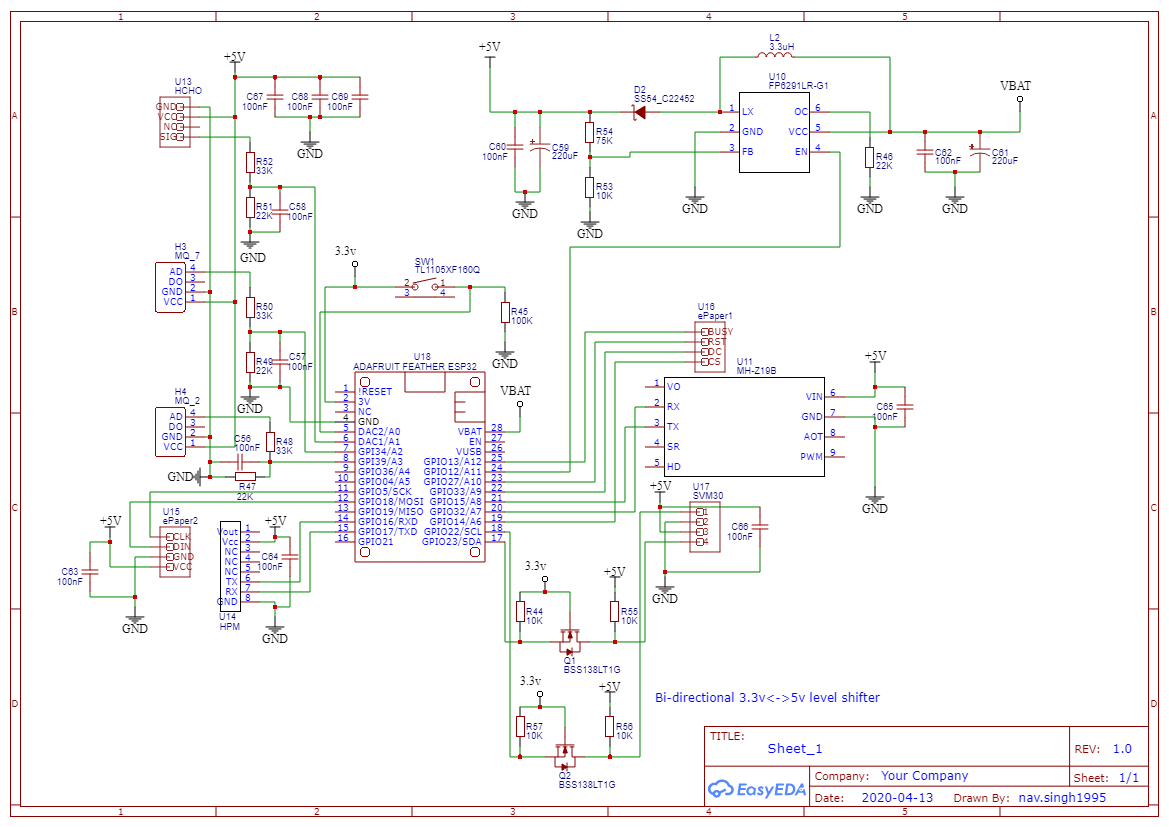 1 2 3 4 5
A
B
C
D
+5V
U13
HCHO
GND
VCC
NC
SIG
C67
100nF
C68
100nF
C69
100nF
GND
R52
33K
R51
22K
C58
100nF
GND
H3
MQ_7
AD 4
DO 3
GND 2
VCC 1
R50
33K
R49
22K
C57
100nF
GND
H4
MQ_2
AD 4
DO 3
GND 2
VCC 1
C56
100nF
R48
33K
GND
R47
22K
+5V
D2
SS54_C22452
L2
3.3uH
U10
FP6291LR-G1
1 LX
2 GND
3 FB
OC 6
VCC 5
EN 4
VBAT
R54
75K
C60
100nF
C59
220uF
R53
10K
GND
GND
GND
R46
22K
GND
C62
100nF
C61
220uF
GND
3.3v
SW1
TL1105XF160Q
2 1
3 4
R45
100K
GND
U18
ADAFRUIT FEATHER ESP32
1 !RESET
2 3V
3 NC
4 GND
5 DAC2/A0
6 DAC1/A1
7 GPI34/A2
8 GPI39/A3
9 GPIO36/A4
10 GPIO04/A5
11 GPIO5/SCK
12 GPIO18/MOSI
13 GPIO19/MISO
14 GPIO16/RXD
15 GPIO17/TXD
16 GPIO21
VBAT 28
EN 27
VUSB 26
GPIO13/A12 25
GPIO12/A11 24
GPIO27/A10 23
GPIO33/A9 22
GPIO15/A8 21
GPIO32/A7 20
GPIO14/A6 19
GPIO22/SCL 18
GPIO23/SDA 17
VBAT
U16
ePaper1
BUSY
RST
DC
CS
U11
MH-Z19B
1 VO
2 RX
3 TX
4 SR
5 HD
VIN 6
GND 7
AOT 8
PWM 9
+5V
C65
100nF
GND
+5V
U17
SVM30
1
2
3
4
C66
100nF
GND
+5V
U15
ePaper2
CLK
DIN
GND
VCC
C63
100nF
GND
Vout 1
Vcc 2
NC 3
NC 4
NC 5
TX 6
RX 7
GND 8
U14
HPM
+5V
C64
100nF
GND
3.3v
+5V
R44
10K
R55
10K
Q1
BSS138LT1G
3.3v
+5V
R57
10K
R56
10K
Q2
BSS138LT1G
Bi-directional 3.3v<->5v level shifter
TITLE:
Sheet_1
REV: 1.0
EasyEDA
Company: Your Company
Sheet: 1/1
Date: 2020-04-13 Drawn By: nav.singh1995
A
B
C
D
1 2 3 4 5